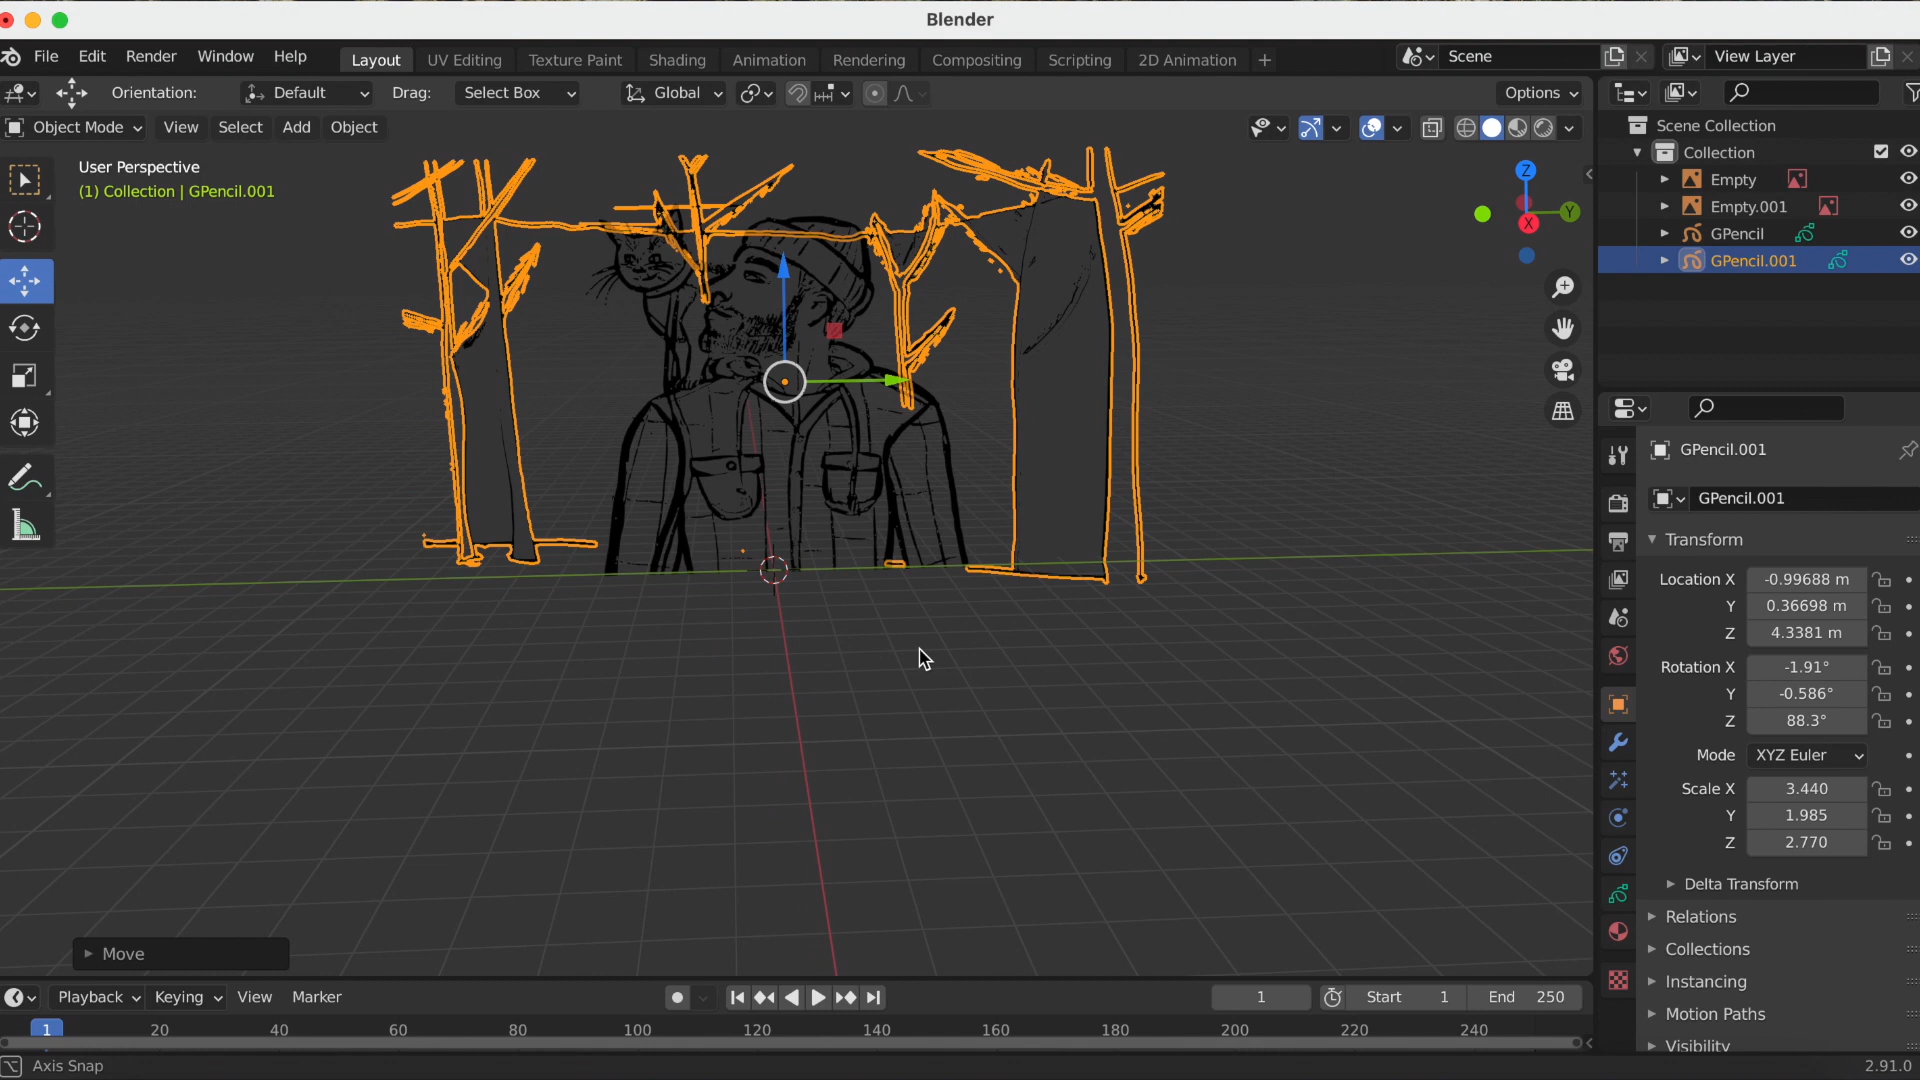 Blender
File Edit Render Window Help Layout UV Editing Texture Paint Shading Animation Rendering Compositing Scripting 2D Animation + Scene View Layer
Orientation: Default Drag: Select Box Global Options
Object Mode View Select Add Object
User Perspective
(1) Collection | GPencil.001
Z
Y
X
Scene Collection
Collection
Empty
Empty.001
GPencil
GPencil.001
GPencil.001
GPencil.001
Transform
Location X -0.99688 m
Y 0.36698 m
Z 4.3381 m
Rotation X -1.91°
Y -0.586°
Z 88.3°
Mode XYZ Euler
Scale X 3.440
Y 1.985
Z 2.770
Delta Transform
Relations
Collections
Instancing
Motion Paths
Visibility
Move
Playback Keying View Marker 1 Start 1 End 250
1 20 40 60 80 100 120 140 160 180 200 220 240
Axis Snap 2.91.0